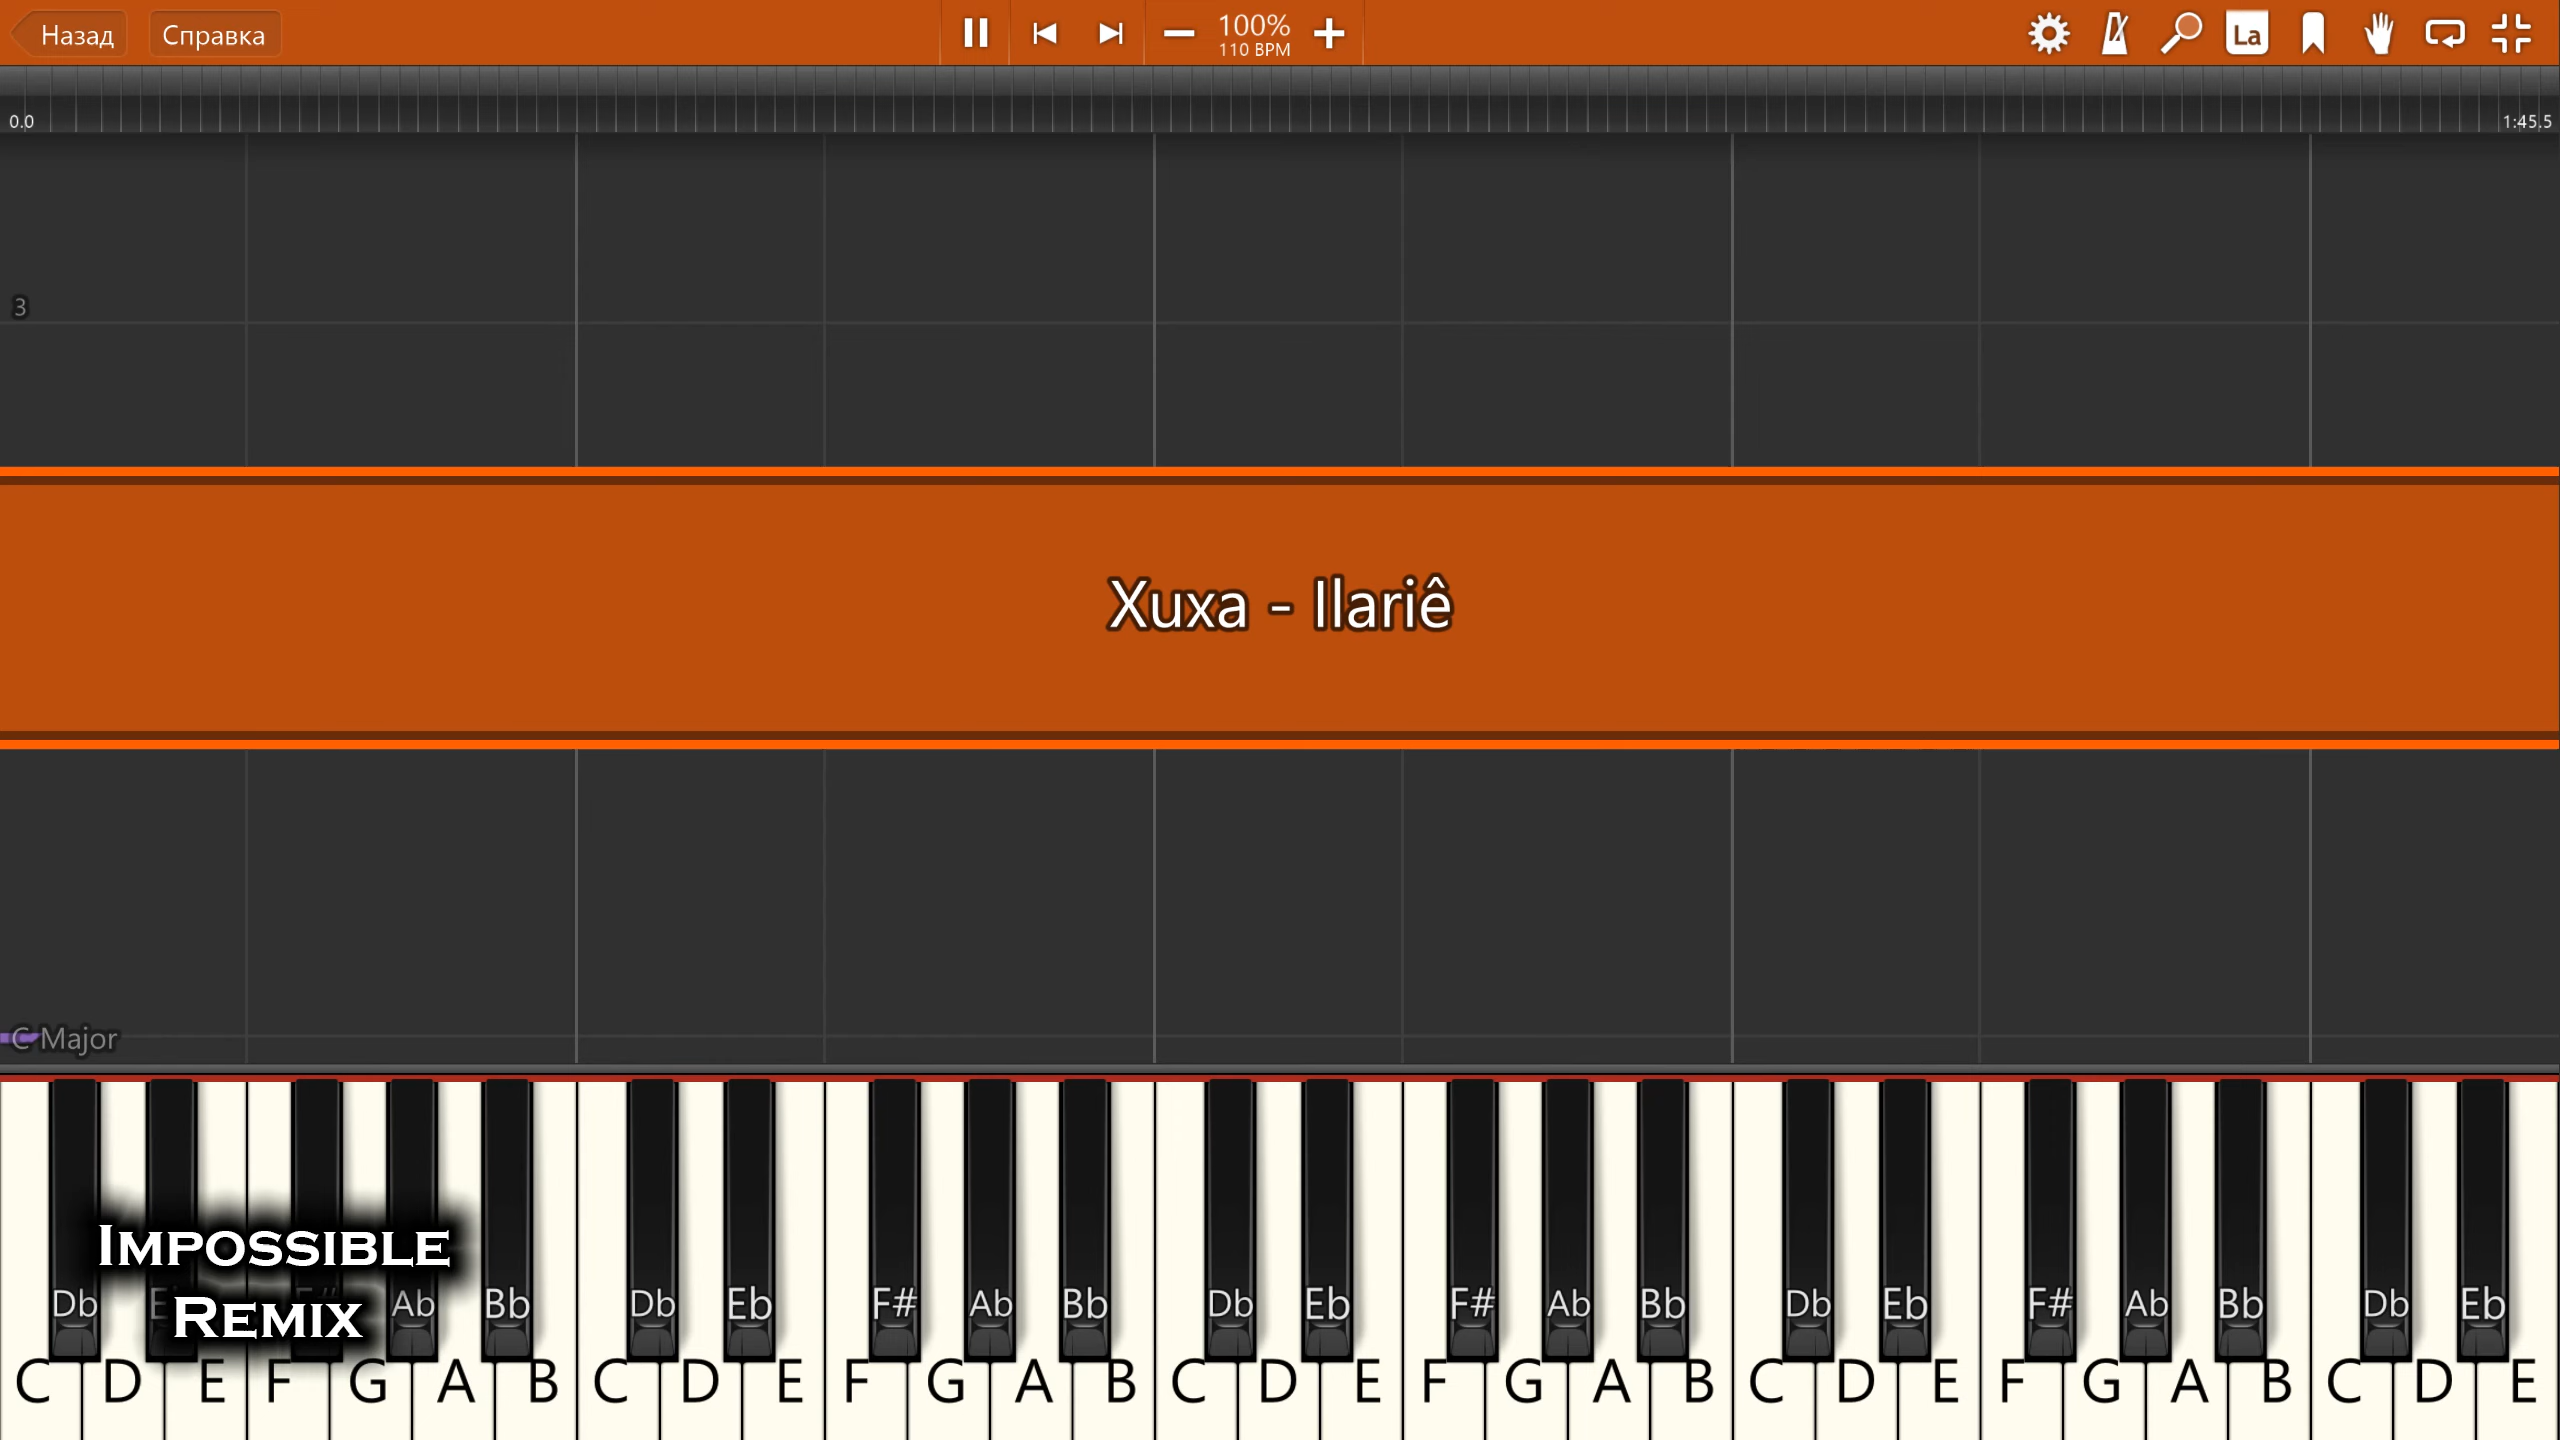 Назад Справка 100% La
110 BPM
0.0 1:45.5
3
Xuxa - Ilariê
C Major
Impossible
Remix
Db Ab Bb Db Eb F# Ab Bb Db Eb F# Ab Bb Db Eb F# Ab Bb Db Eb
C D E F G A B C D E F G A B C D E F G A B C D E F G A B C D E